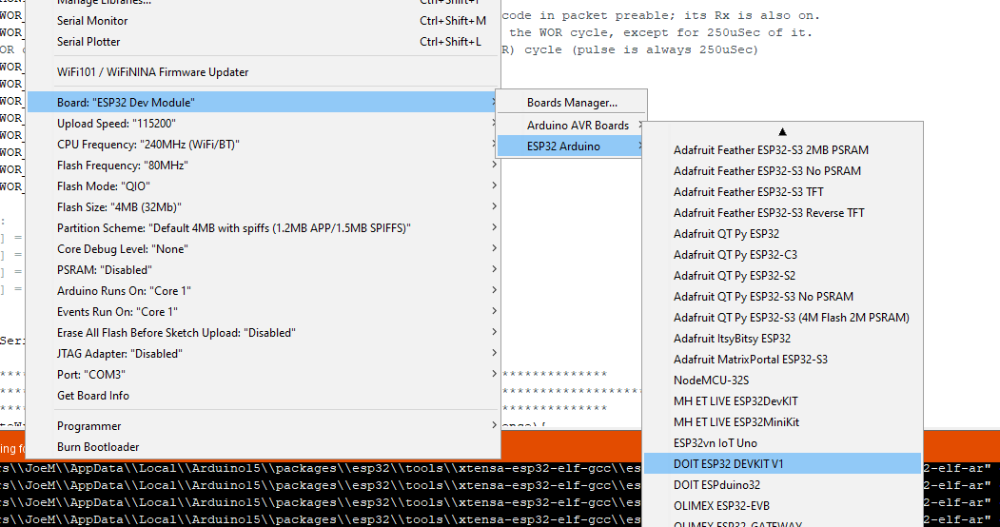 Manage Libraries...
Serial Monitor Ctrl+Shift+M
Serial Plotter Ctrl+Shift+L
WiFi101 / WiFiNINA Firmware Updater
Board: "ESP32 Dev Module"
Upload Speed: "115200"
CPU Frequency: "240MHz (WiFi/BT)"
Flash Frequency: "80MHz"
Flash Mode: "QIO"
Flash Size: "4MB (32Mb)"
Partition Scheme: "Default 4MB with spiffs (1.2MB APP/1.5MB SPIFFS)"
Core Debug Level: "None"
PSRAM: "Disabled"
Arduino Runs On: "Core 1"
Events Run On: "Core 1"
Erase All Flash Before Sketch Upload: "Disabled"
JTAG Adapter: "Disabled"
Port: "COM3"
Get Board Info
Programmer
Burn Bootloader
Boards Manager...
Arduino AVR Boards
ESP32 Arduino
Adafruit Feather ESP32-S3 2MB PSRAM
Adafruit Feather ESP32-S3 No PSRAM
Adafruit Feather ESP32-S3 TFT
Adafruit Feather ESP32-S3 Reverse TFT
Adafruit QT Py ESP32
Adafruit QT Py ESP32-C3
Adafruit QT Py ESP32-S2
Adafruit QT Py ESP32-S3 No PSRAM
Adafruit QT Py ESP32-S3 (4M Flash 2M PSRAM)
Adafruit ItsyBitsy ESP32
Adafruit MatrixPortal ESP32-S3
NodeMCU-32S
MH ET LIVE ESP32DevKIT
MH ET LIVE ESP32MiniKit
ESP32vn IoT Uno
DOIT ESP32 DEVKIT V1
DOIT ESPduino32
OLIMEX ESP32-EVB
OLIMEX ESP32-GATEWAY
WOR_ code in packet preable; its Rx is also on.
WOR_ the WOR cycle, except for 250uSec of it.
OR c R) cycle (pulse is always 250uSec)
WOR_
WOR_
WOR_
WOR_
WOR_
WOR_
WOR_
WOR_
:
] =
] =
] =
] =
Seri
ing fo
s\\JoeM\\AppData\\Local\\Arduino15\\packages\\esp32\\tools\\xtensa-esp32-elf-gcc\\es 2-elf-ar"
s\\JoeM\\AppData\\Local\\Arduino15\\packages\\esp32\\tools\\xtensa-esp32-elf-gcc\\es 2-elf-ar"
s\\JoeM\\AppData\\Local\\Arduino15\\packages\\esp32\\tools\\xtensa-esp32-elf-gcc\\es 2-elf-ar"
s\\JoeM\\AppData\\Local\\Arduino15\\packages\\esp32\\tools\\xtensa-esp32-elf-gcc\\es 2-elf-ar"